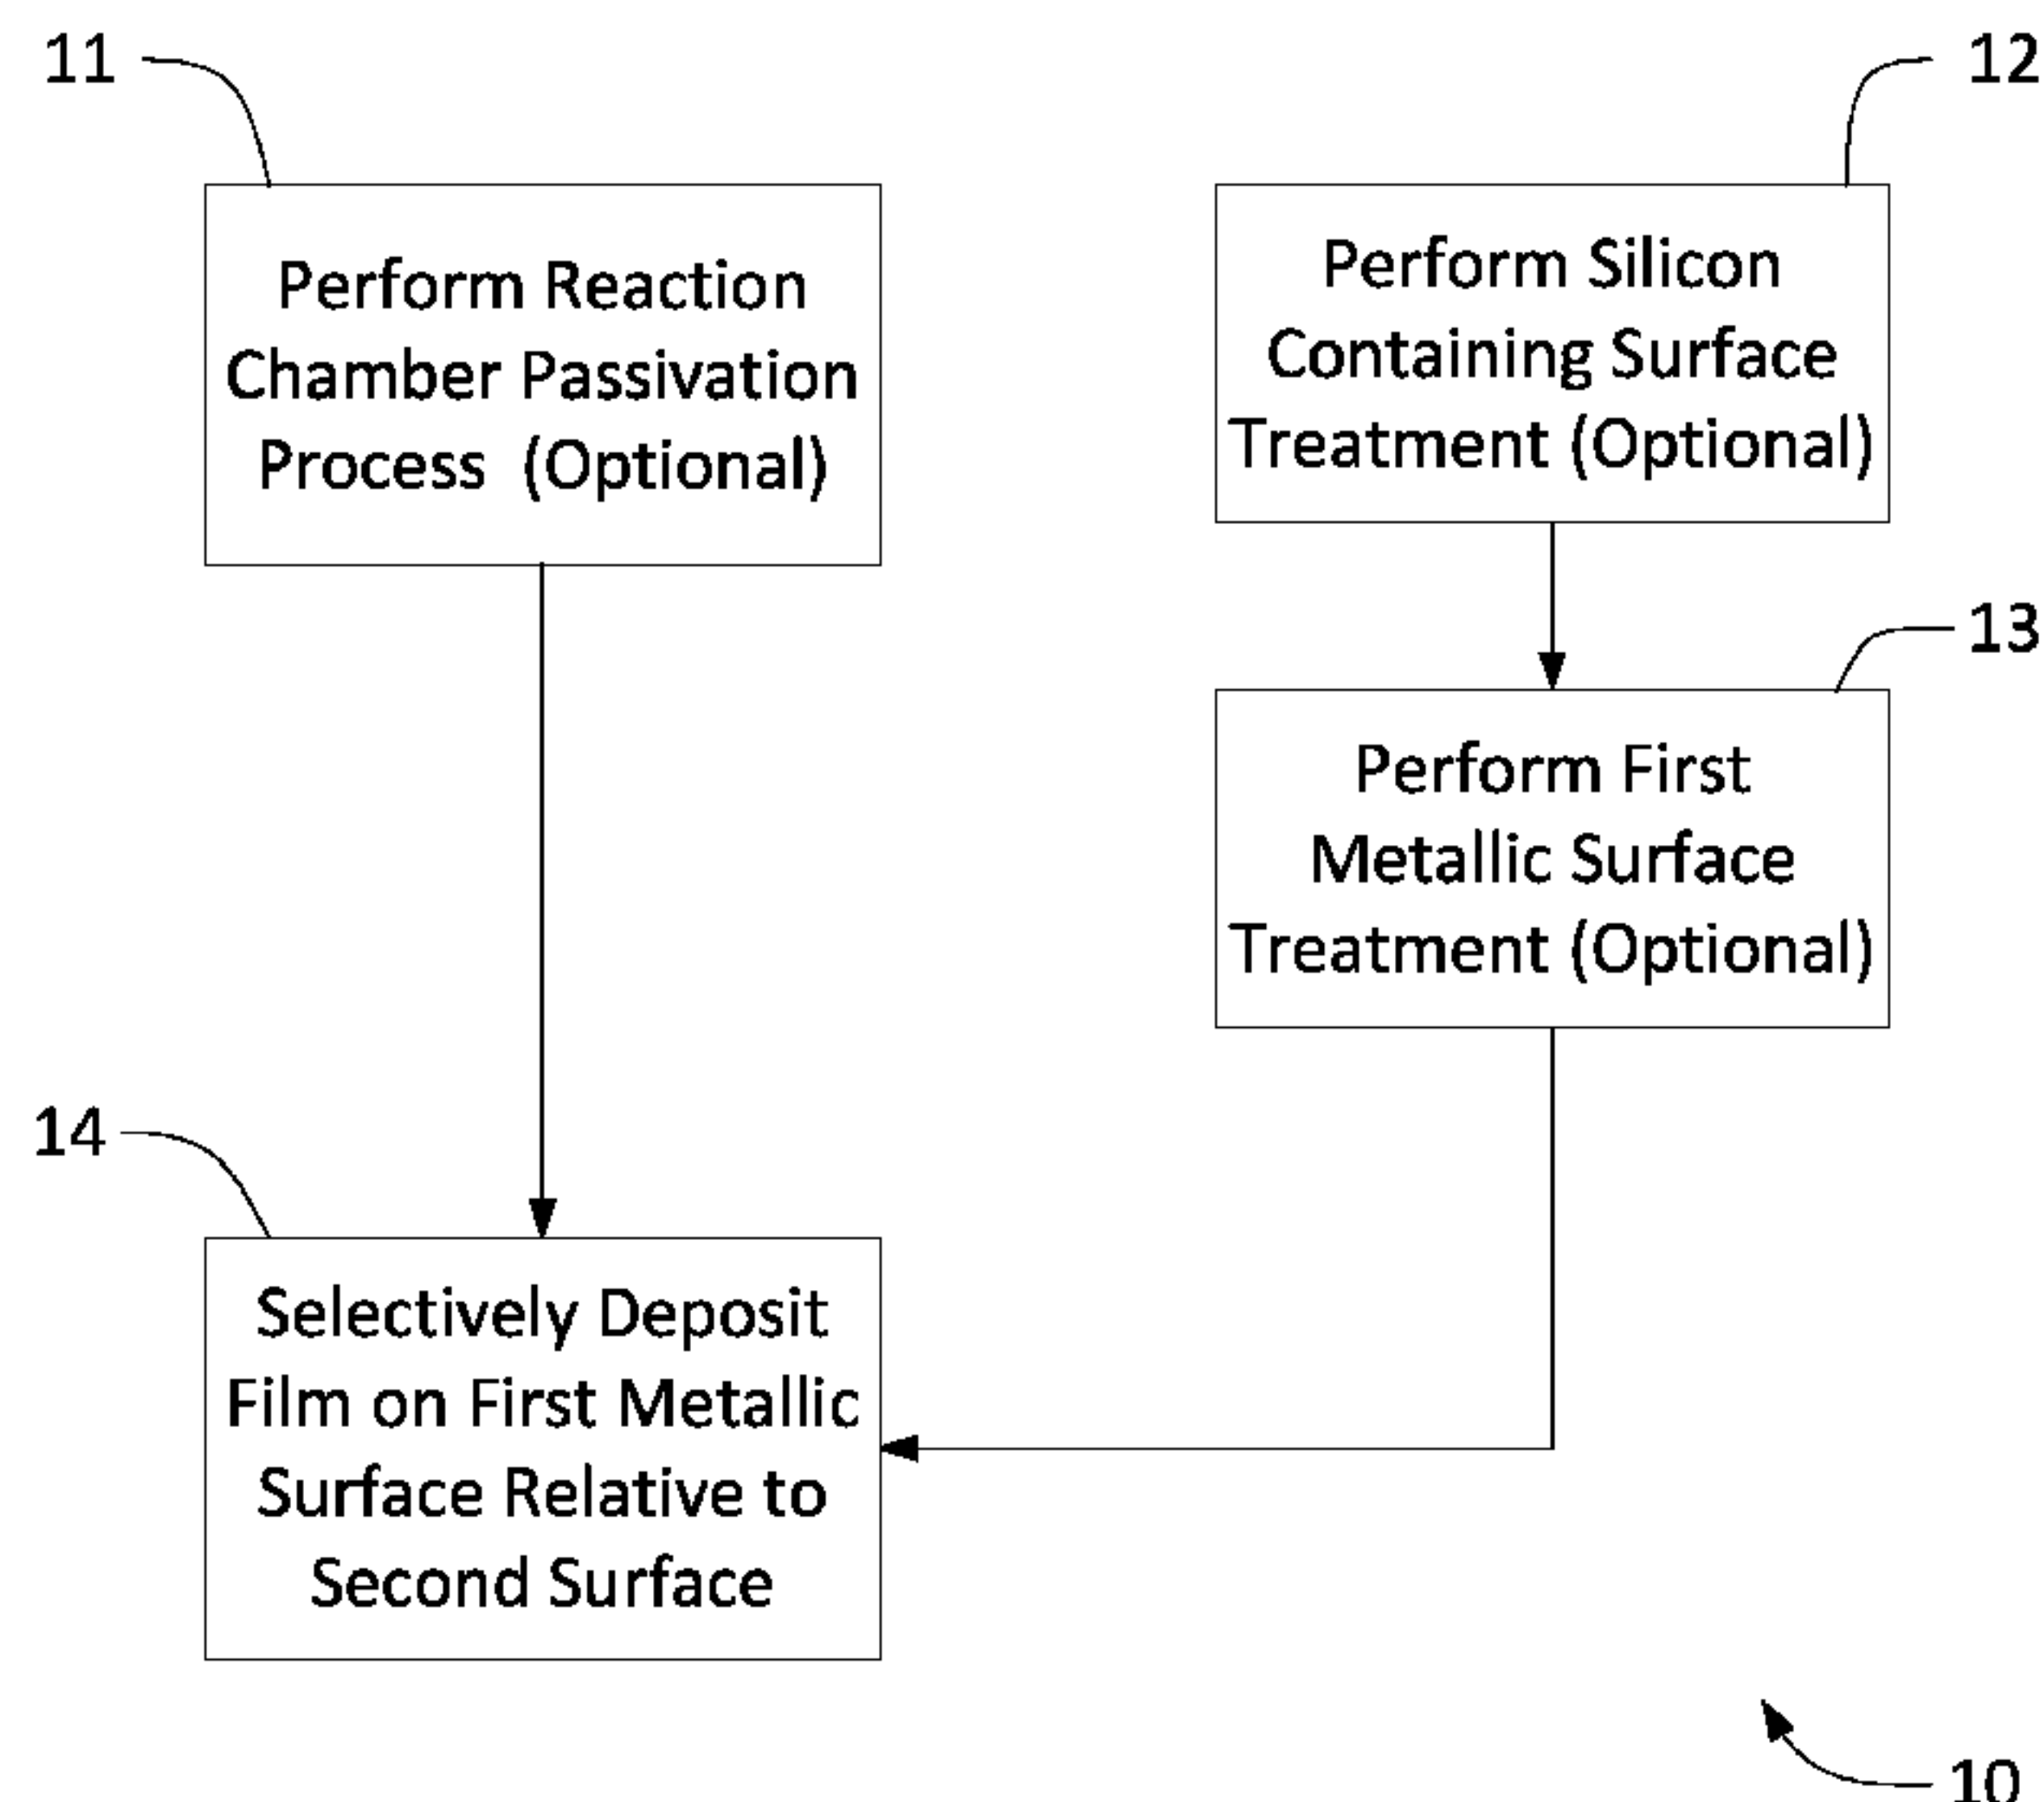 11
12
Perform Reaction
Chamber Passivation
Process (Optional)
Perform Silicon
Containing Surface
Treatment (Optional)
13
Perform First
Metallic Surface
Treatment (Optional)
14
Selectively Deposit
Film on First Metallic
Surface Relative to
Second Surface
10